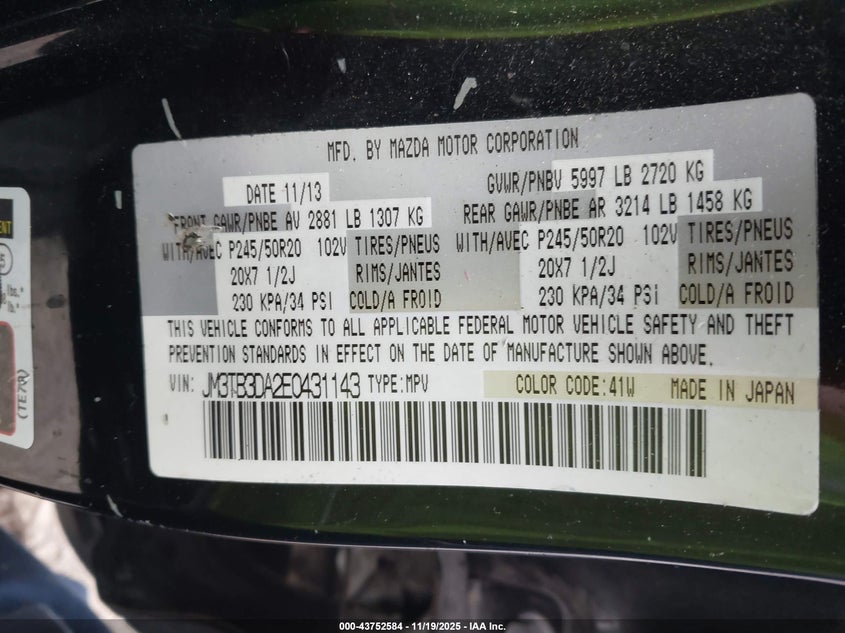 MFD. BY MAZDA MOTOR CORPORATION
DATE 11/13
GVWR/PNBV 5997 LB 2720 KG
FRONT GAWR/PNBE AV 2881 LB 1307 KG
REAR GAWR/PNBE AR 3214 LB 1458 KG
WITH/AVEC P245/50R20 102V TIRES/PNEUS
WITH/AVEC P245/50R20 102V TIRES/PNEUS
20X7 1/2J RIMS/JANTES
20X7 1/2J RIMS/JANTES
230 KPA/34 PSI COLD/A FROID
230 KPA/34 PSI COLD/A FROID
THIS VEHICLE CONFORMS TO ALL APPLICABLE FEDERAL MOTOR VEHICLE SAFETY AND THEFT
PREVENTION STANDARDS IN EFFECT ON THE DATE OF MANUFACTURE SHOWN ABOVE.
VIN: JM3TB3DA2E0431143 TYPE:MPV COLOR CODE:41W MADE IN JAPAN
lbs.*
(TE7A)
000-43752584 - 11/19/2025 - IAA Inc.